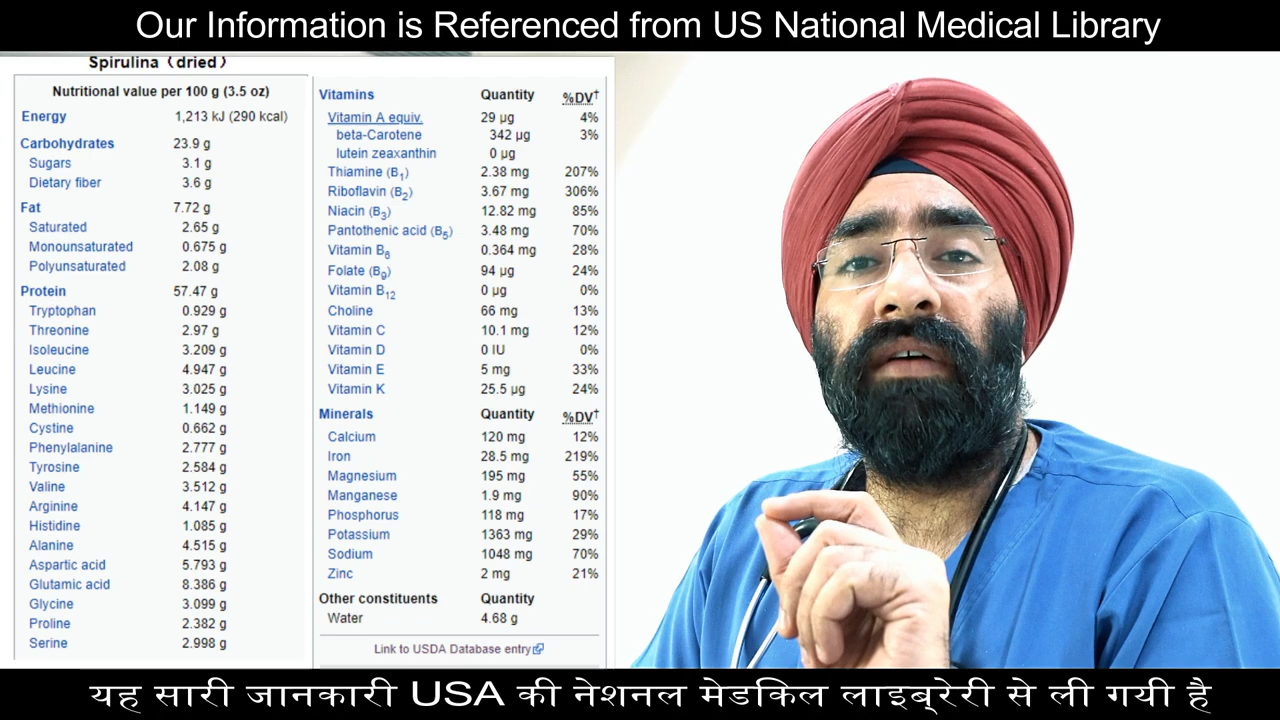 Our Information is Referenced from US National Medical Library
Spirulina (dried)
Nutritional value per 100 g (3.5 oz)
Energy 1,213 kJ (290 kcal)
Carbohydrates 23.9 g
Sugars 3.1 g
Dietary fiber 3.6 g
Fat 7.72 g
Saturated 2.65 g
Monounsaturated 0.675 g
Polyunsaturated 2.08 g
Protein 57.47 g
Tryptophan 0.929 g
Threonine 2.97 g
Isoleucine 3.209 g
Leucine 4.947 g
Lysine 3.025 g
Methionine 1.149 g
Cystine 0.662 g
Phenylalanine 2.777 g
Tyrosine 2.584 g
Valine 3.512 g
Arginine 4.147 g
Histidine 1.085 g
Alanine 4.515 g
Aspartic acid 5.793 g
Glutamic acid 8.386 g
Glycine 3.099 g
Proline 2.382 g
Serine 2.998 g
Vitamins Quantity %DV†
Vitamin A equiv. 29 μg 4%
beta-Carotene 342 μg 3%
lutein zeaxanthin 0 μg
Thiamine (B1) 2.38 mg 207%
Riboflavin (B2) 3.67 mg 306%
Niacin (B3) 12.82 mg 85%
Pantothenic acid (B5) 3.48 mg 70%
Vitamin B6 0.364 mg 28%
Folate (B9) 94 μg 24%
Vitamin B12 0 μg 0%
Choline 66 mg 13%
Vitamin C 10.1 mg 12%
Vitamin D 0 IU 0%
Vitamin E 5 mg 33%
Vitamin K 25.5 μg 24%
Minerals Quantity %DV†
Calcium 120 mg 12%
Iron 28.5 mg 219%
Magnesium 195 mg 55%
Manganese 1.9 mg 90%
Phosphorus 118 mg 17%
Potassium 1363 mg 29%
Sodium 1048 mg 70%
Zinc 2 mg 21%
Other constituents Quantity
Water 4.68 g
Link to USDA Database entry
यह सारी जानकारी USA की नेशनल मेडकिल लाइब्रेरी से ली गयी है